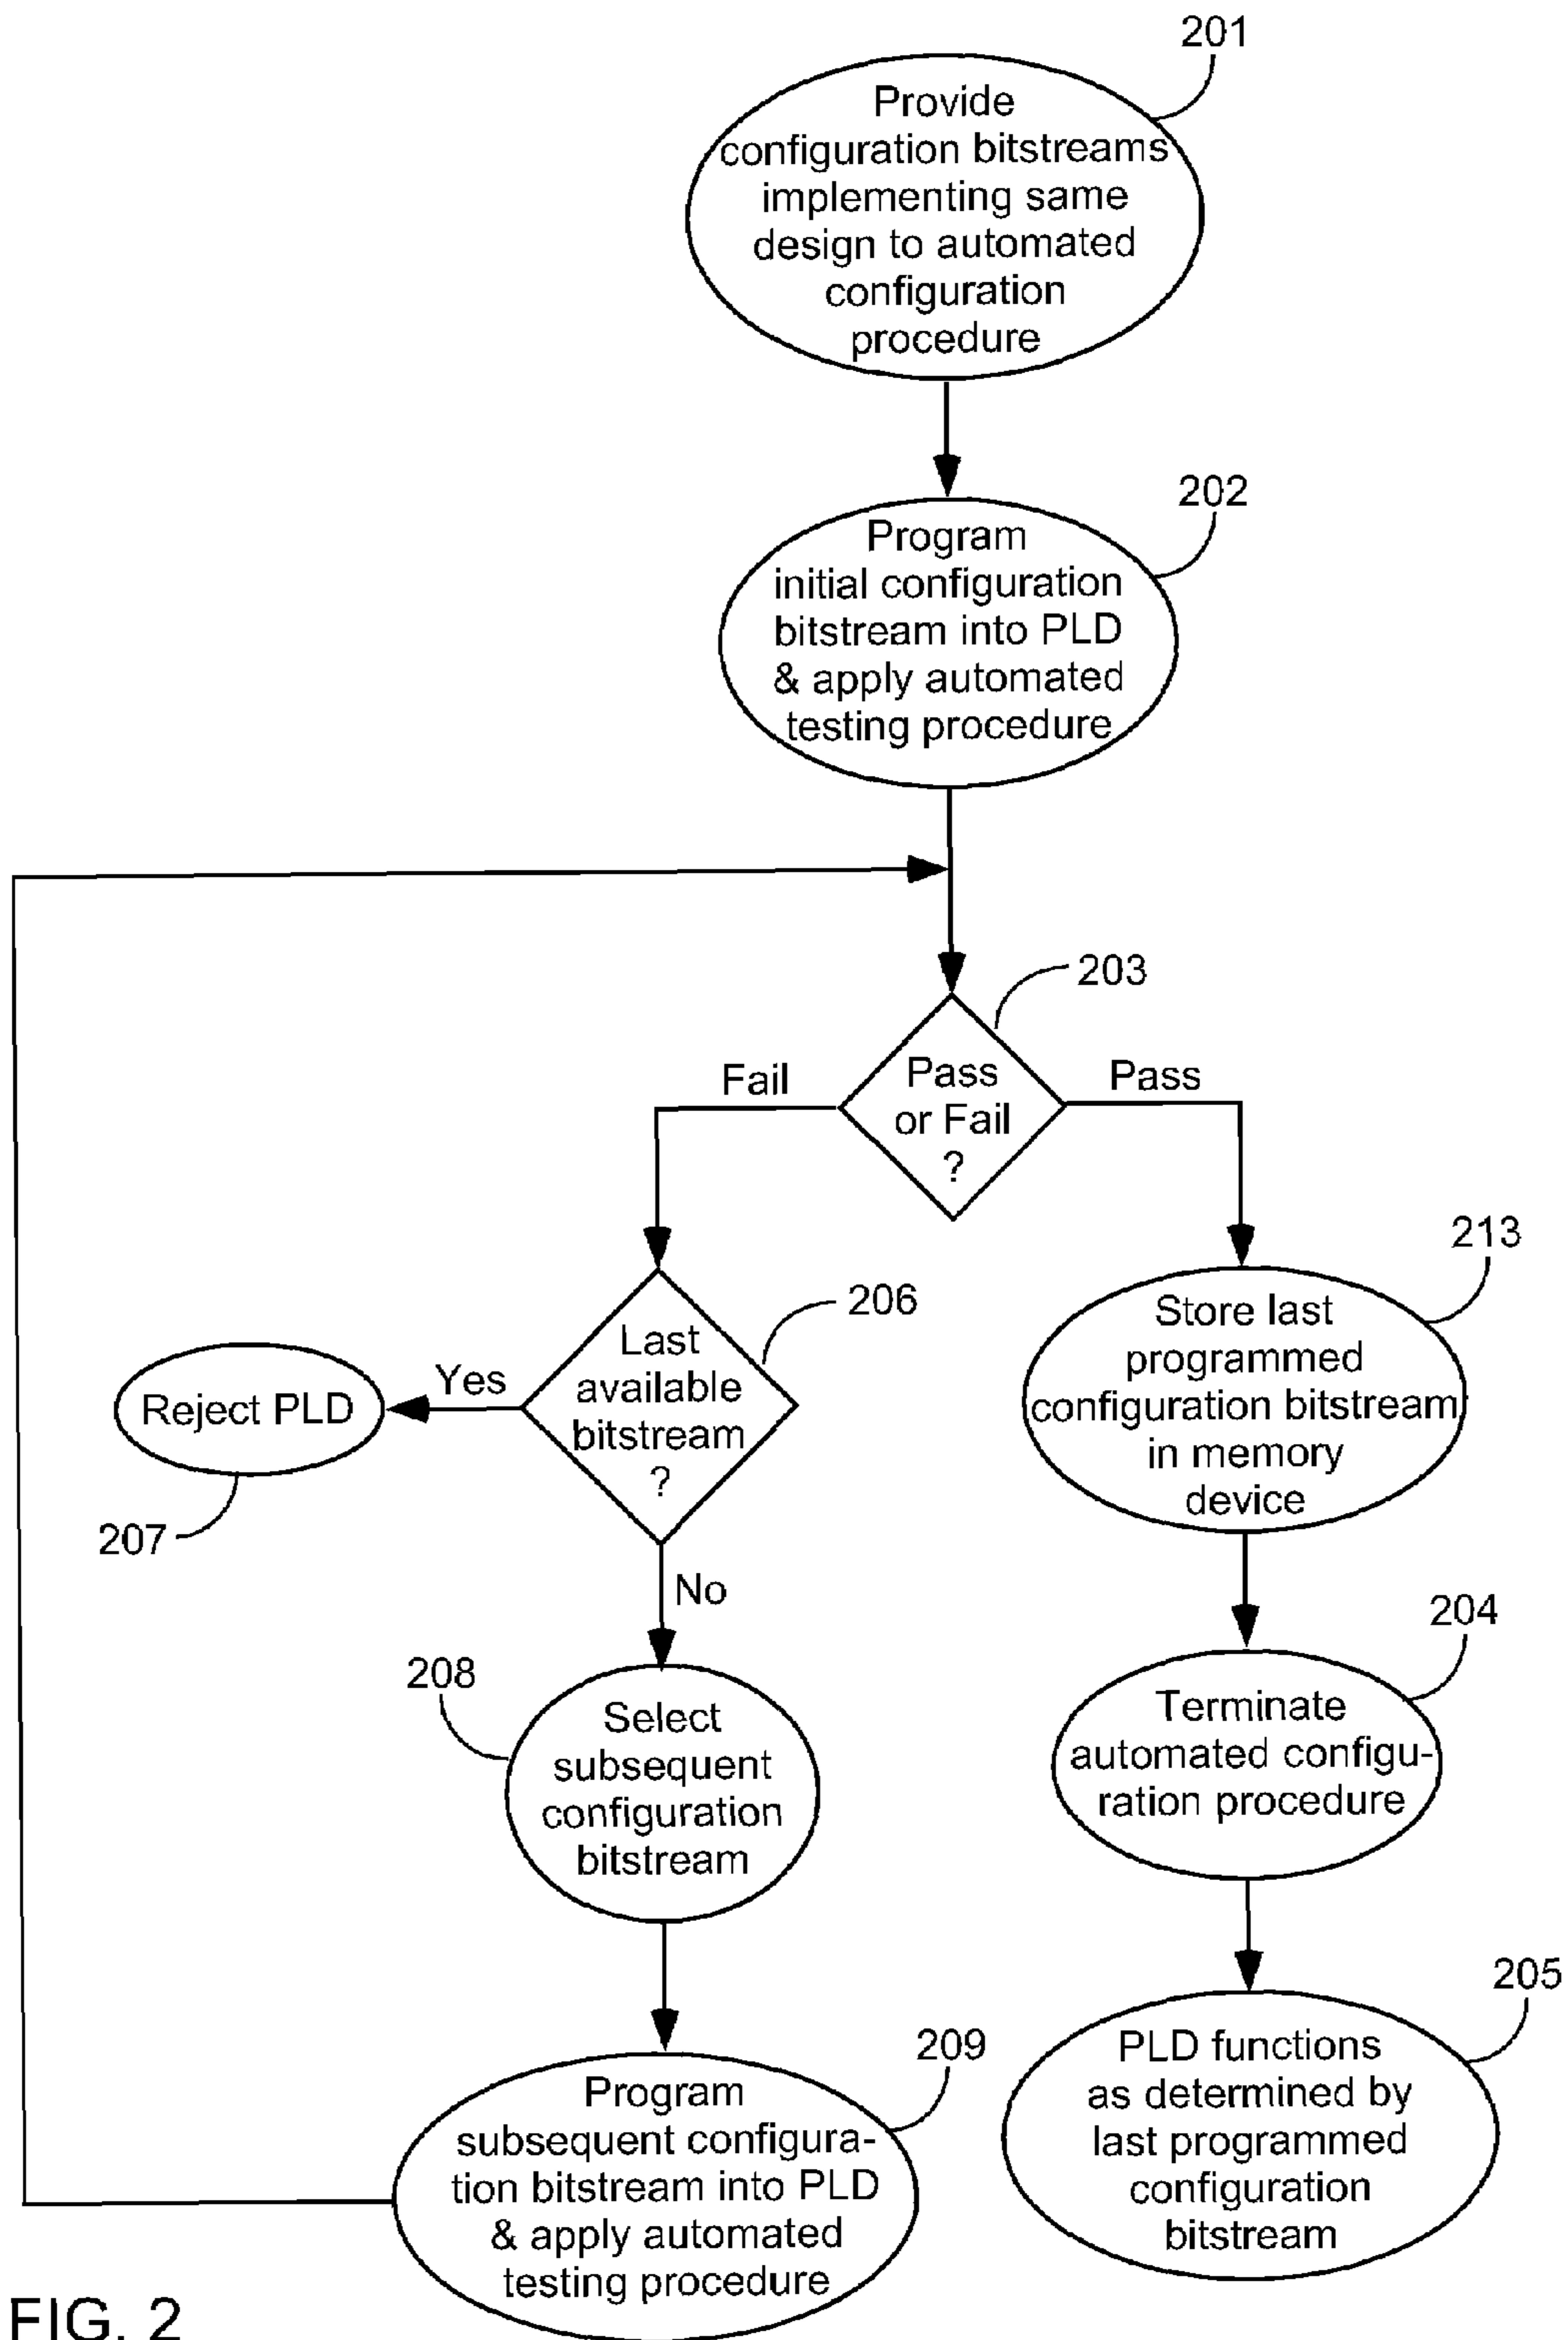 201
Provide
configuration bitstreams
implementing same
design to automated
configuration
procedure
202
Program
initial configuration
bitstream into PLD
& apply automated
testing procedure
203
Pass
or Fail
?
Fail
Pass
206
Last
available
bitstream
?
Yes
Reject PLD
207
No
213
Store last
programmed
configuration bitstream
in memory
device
208
Select
subsequent
configuration
bitstream
204
Terminate
automated configu-
ration procedure
209
Program
subsequent configura-
tion bitstream into PLD
& apply automated
testing procedure
205
PLD functions
as determined by
last programmed
configuration
bitstream
FIG. 2